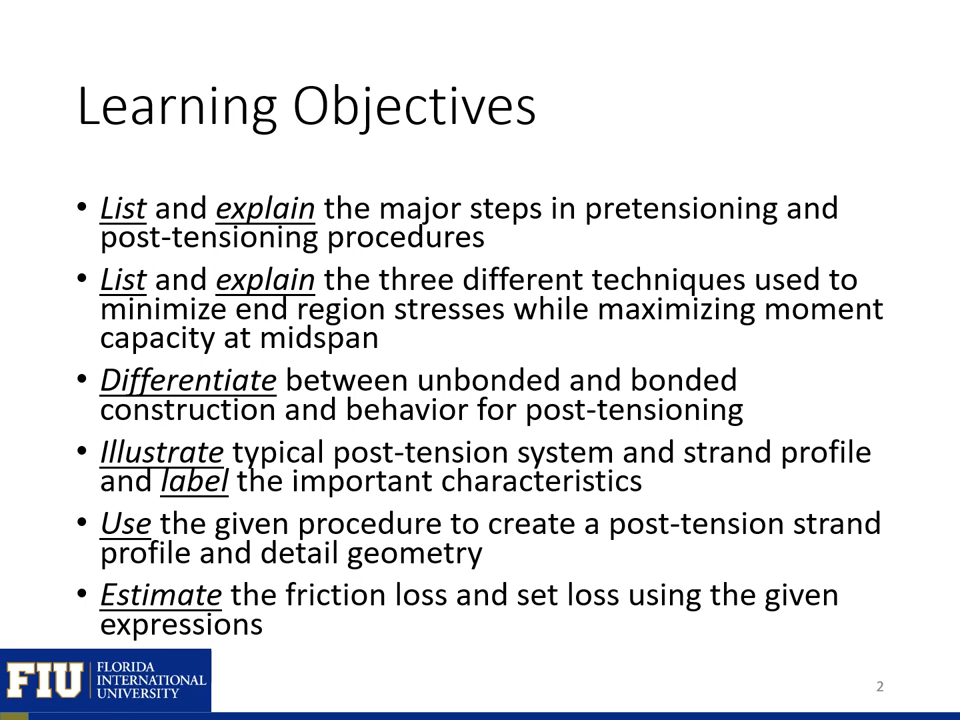 Learning Objectives
• List and explain the major steps in pretensioning and
post-tensioning procedures
• List and explain the three different techniques used to
minimize end region stresses while maximizing moment
capacity at midspan
• Differentiate between unbonded and bonded
construction and behavior for post-tensioning
• Illustrate typical post-tension system and strand profile
and label the important characteristics
• Use the given procedure to create a post-tension strand
profile and detail geometry
• Estimate the friction loss and set loss using the given
expressions
FIU
FLORIDA
INTERNATIONAL
UNIVERSITY
2